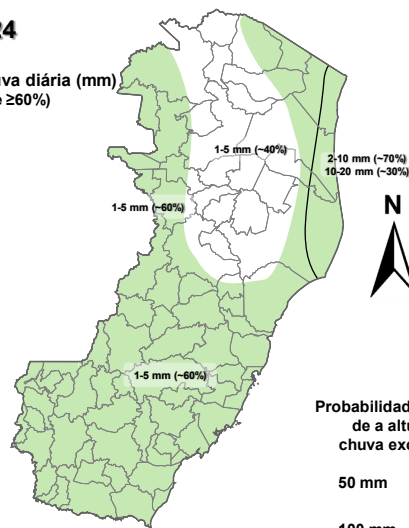 24
uva diária (mm)
e ≥60%)
1-5 mm (~40%)
2-10 mm (~70%)
10-20 mm (~30%)
1-5 mm (~60%)
N
1-5 mm (~60%)
Probabilidad
de a altu
chuva exc
50 mm
100 mm